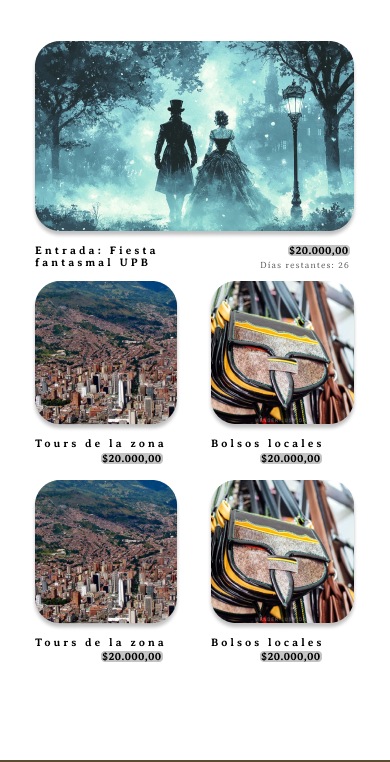 Entrada: Fiesta
fantasmal UPB
$20.000,00
Días restantes: 26
Tours de la zona
$20.000,00
Bolsos locales
$20.000,00
Tours de la zona
$20.000,00
Bolsos locales
$20.000,00